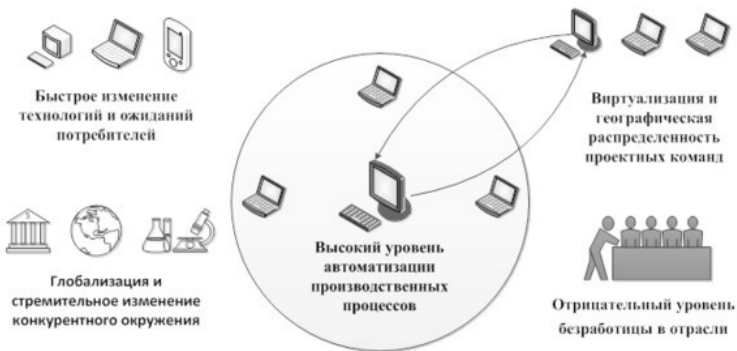 Быстрое изменение
технологий и ожиданий
потребителей
Виртуализация и
географическая
распределенность
проектных команд
Высокий уровень
автоматизации
производственных
процессов
Глобализация и
стремительное изменение
конкурентного окружения
Отрицательный уровень
безработицы в отрасли